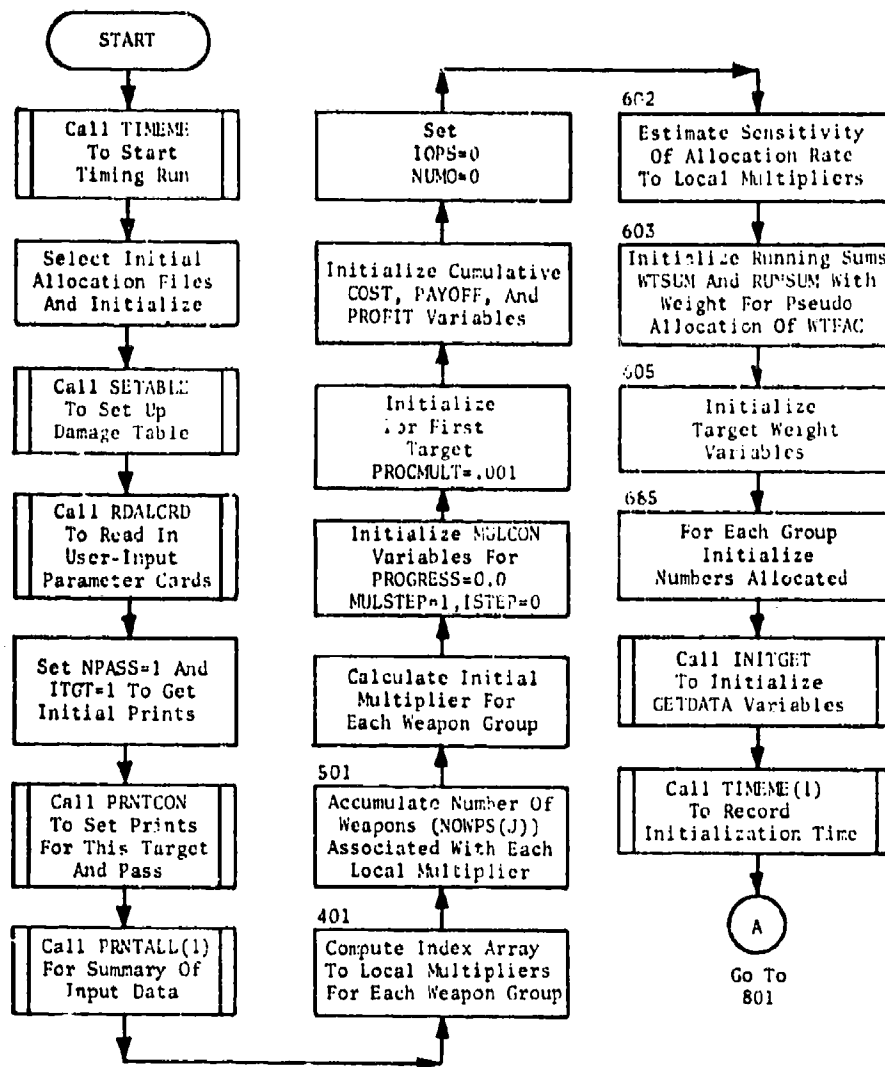 START
Call TIMEME
To Start
Timing Run
Select Initial
Allocation Files
And Initialize
Call SETABLE
To Set Up
Damage Table
Call RDALCRD
To Read In
User-Input
Parameter Cards
Set NPASS=1 And
ITGT=1 To Get
Initial Prints
Call PRNTCON
To Set Prints
For This Target
And Pass
Call PRNTALL(1)
For Summary Of
Input Data
401
Compute Index Array
To Local Multipliers
For Each Weapon Group
501
Accumulate Number Of
Weapons (NOWPS(J))
Associated With Each
Local Multiplier
Calculate Initial
Multiplier For
Each Weapon Group
Initialize MULCON
Variables For
PROGRESS=0.0
MULSTEP=1,ISTEP=0
Initialize
For First
Target
PROCMULT=.001
Initialize Cumulative
COST, PAYOFF, And
PROFIT Variables
Set
IOPS=0
NUMO=0
602
Estimate Sensitivity
Of Allocation Rate
To Local Multipliers
603
Initialize Running Sums
WTSUM And RUNSUM With
Weight For Pseudo
Allocation Of WTFAC
605
Initialize
Target Weight
Variables
685
For Each Group
Initialize
Numbers Allocated
Call INITGET
To Initialize
GETDATA Variables
Call TIMEME(1)
To Record
Initialization Time
A
Go To
801